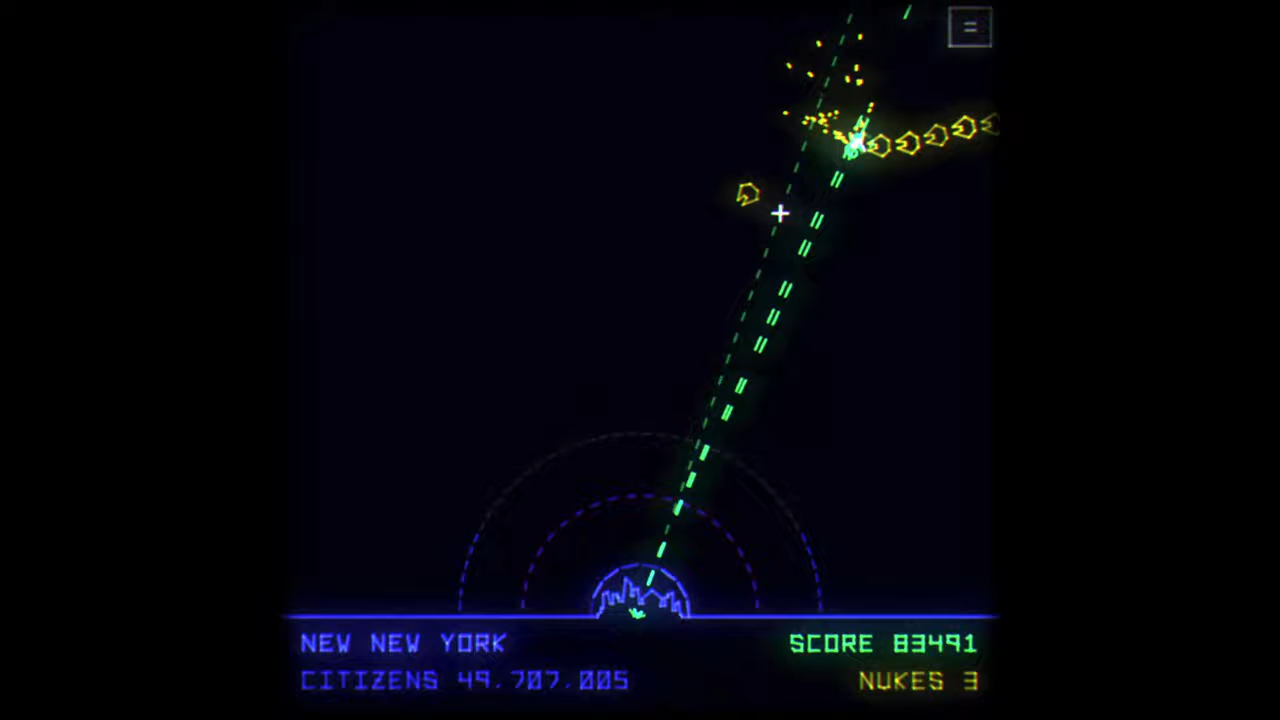 NEW NEW YORK
SCORE 83491
CITIZENS 49,707,005
NUKES 3